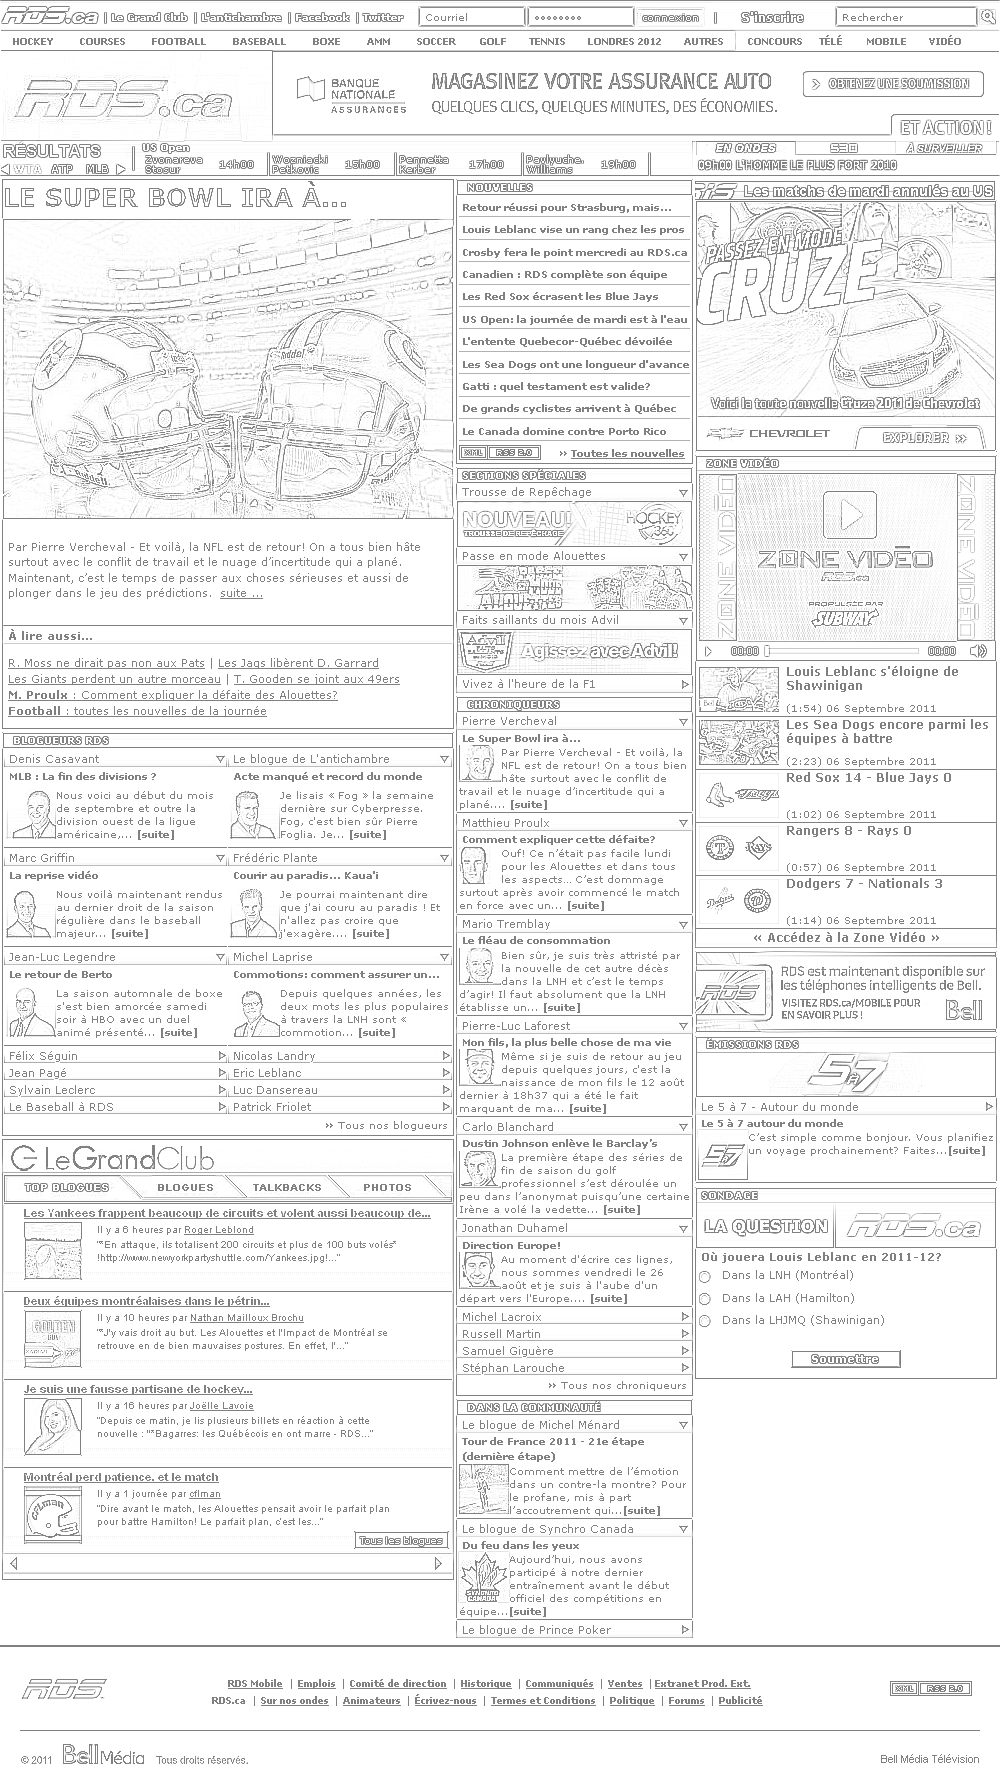 RDS.ca | Le Grand Club | L'antichambre | Facebook | Twitter
Courriel
connexion
| S'inscrire
Rechercher
HOCKEY COURSES FOOTBALL BASEBALL BOXE AMM SOCCER GOLF TENNIS LONDRES 2012 AUTRES CONCOURS TÉLÉ MOBILE VIDÉO
RDS.ca
BANQUE
NATIONALE
ASSURANCES
MAGASINEZ VOTRE ASSURANCE AUTO
QUELQUES CLICS, QUELQUES MINUTES, DES ÉCONOMIES.
OBTENEZ UNE SOUMISSION
ET ACTION !
RÉSULTATS
WTA ATP MLB
US Open
Zvonareva
Stosur
14h00
Wozniacki
Petkovic
15h00
Pennetta
Kerber
17h00
Pavlyuche.
Williams
19h00
EN ONDES
À SURVEILLER
09h00 L'HOMME LE PLUS FORT 2010
LE SUPER BOWL IRA À...
Par Pierre Vercheval - Et voilà, la NFL est de retour! On a tous bien hâte
surtout avec le conflit de travail et le nuage d'incertitude qui a plané.
Maintenant, c'est le temps de passer aux choses sérieuses et aussi de
plonger dans le jeu des prédictions. suite ...
À lire aussi...
R. Moss ne dirait pas non aux Pats | Les Jags libèrent D. Garrard
Les Giants perdent un autre morceau | T. Gooden se joint aux 49ers
M. Proulx : Comment expliquer la défaite des Alouettes?
Football : toutes les nouvelles de la journée
BLOGUEURS RDS
Denis Casavant
MLB : La fin des divisions ?
Nous voici au début du mois
de septembre et outre la
division ouest de la ligue
américaine,... [suite]
Le blogue de L'antichambre
Acte manqué et record du monde
Je lisais « Fog » la semaine
dernière sur Cyberpresse.
Fog, c'est bien sûr Pierre
Foglia. Je... [suite]
Marc Griffin
La reprise vidéo
Nous voilà maintenant rendus
au dernier droit de la saison
régulière dans le baseball
majeur... [suite]
Frédéric Plante
Courir au paradis... Kaua'i
Je pourrai maintenant dire
que j'ai couru au paradis ! Et
n'allez pas croire que
j'exagère.... [suite]
Jean-Luc Legendre
Le retour de Berto
La saison automnale de boxe
s'est bien amorcée samedi
soir à HBO avec un duel
animé présenté... [suite]
Michel Laprise
Commotions: comment assurer un...
Depuis quelques années, les
deux mots les plus populaires
à travers la LNH sont «
commotion... [suite]
Félix Séguin
Nicolas Landry
Jean Pagé
Eric Leblanc
Sylvain Leclerc
Luc Dansereau
Le Baseball à RDS
Patrick Friolet
›› Tous nos blogueurs
LeGrandClub
TOP BLOGUES BLOGUES TALKBACKS PHOTOS
Les Yankees frappent beaucoup de circuits et volent aussi beaucoup de...
Il y a 6 heures par Roger Leblond
"*En attaque, ils totalisent 200 circuits et plus de 100 buts volés*
!http://www.newyorkpartyshuttle.com/Yankees.jpg!..."
Deux équipes montréalaises dans le pétrin...
Il y a 10 heures par Nathan Mailloux Brochu
"*J'y vais droit au but. Les Alouettes et l'Impact de Montréal se
retrouve en de bien mauvaises postures. En effet, l'..."
Je suis une fausse partisane de hockey...
Il y a 16 heures par Joëlle Lavoie
"Depuis ce matin, je lis plusieurs billets en réaction à cette
nouvelle : "*Bagarres: les Québécois en ont marre - RDS..."
Montréal perd patience, et le match
Il y a 1 journée par cflman
"Dire avant le match, les Alouettes pensait avoir le parfait plan
pour battre Hamilton! Le parfait plan, c'est les..."
Tous les blogues
NOUVELLES
Retour réussi pour Strasburg, mais...
Louis Leblanc vise un rang chez les pros
Crosby fera le point mercredi au RDS.ca
Canadien : RDS complète son équipe
Les Red Sox écrasent les Blue Jays
US Open: la journée de mardi est à l'eau
L'entente Quebecor-Québec dévoilée
Les Sea Dogs ont une longueur d'avance
Gatti : quel testament est valide?
De grands cyclistes arrivent à Québec
Le Canada domine contre Porto Rico
XML RSS 2.0 ›› Toutes les nouvelles
SECTIONS SPÉCIALES
Trousse de Repêchage
NOUVEAU!
TROUSSE DE REPÊCHAGE
HOCKEY
360
Passe en mode Alouettes
PASSE EN MODE ALOUETTES
Faits saillants du mois Advil
Agissez avec Advil!
Vivez à l'heure de la F1
CHRONIQUEURS
Pierre Vercheval
Le Super Bowl ira à...
Par Pierre Vercheval - Et voilà, la
NFL est de retour! On a tous bien
hâte surtout avec le conflit de
travail et le nuage d'incertitude qui a
plané.... [suite]
Matthieu Proulx
Comment expliquer cette défaite?
Ouf! Ce n'était pas facile lundi
pour les Alouettes et dans tous
les aspects... C'est dommage
surtout après avoir commencé le match
en force avec un... [suite]
Mario Tremblay
Le fléau de consommation
Bien sûr, je suis très attristé par
la nouvelle de cet autre décès
dans la LNH et c'est le temps
d'agir! Il faut absolument que la LNH
établisse un... [suite]
Pierre-Luc Laforest
Mon fils, la plus belle chose de ma vie
Même si je suis de retour au jeu
depuis quelques jours, c'est la
naissance de mon fils le 12 août
dernier à 18h37 qui a été le fait
marquant de ma... [suite]
Carlo Blanchard
Dustin Johnson enlève le Barclay's
La première étape des séries de
fin de saison du golf
professionnel s'est déroulée un
peu dans l'anonymat puisqu'une certaine
Irène a volé la vedette... [suite]
Jonathan Duhamel
Direction Europe!
Au moment d'écrire ces lignes,
nous sommes vendredi le 26
août et je suis à l'aube d'un
départ vers l'Europe.... [suite]
Michel Lacroix
Russell Martin
Samuel Giguère
Stéphan Larouche
›› Tous nos chroniqueurs
DANS LA COMMUNAUTÉ
Le blogue de Michel Ménard
Tour de France 2011 - 21e étape
(dernière étape)
Comment mettre de l'émotion
dans un contre-la montre? Pour
le profane, mis à part
l'accoutrement qui...[suite]
Le blogue de Synchro Canada
Du feu dans les yeux
Aujourd'hui, nous avons
participé à notre dernier
entraînement avant le début
officiel des compétitions en
équipe...[suite]
Le blogue de Prince Poker
RIS Les matchs de mardi annulés au US
PASSEZ EN MODE
CRUZE
Voici la toute nouvelle Cruze 2011 de Chevrolet
CHEVROLET
EXPLORER ››
ZONE VIDÉO
ZONE VIDÉO
RDS.ca
PROPULSÉE PAR
SUBWAY
00:00 00:00
Louis Leblanc s'éloigne de
Shawinigan
(1:54) 06 Septembre 2011
Les Sea Dogs encore parmi les
équipes à battre
(2:23) 06 Septembre 2011
Red Sox 14 - Blue Jays 0
(1:02) 06 Septembre 2011
Rangers 8 - Rays 0
(0:57) 06 Septembre 2011
Dodgers 7 - Nationals 3
(1:14) 06 Septembre 2011
« Accédez à la Zone Vidéo »
RDS est maintenant disponible sur
les téléphones intelligents de Bell.
VISITEZ RDS.ca/MOBILE POUR
EN SAVOIR PLUS !
Bell
ÉMISSIONS RDS
5 à 7
Le 5 à 7 - Autour du monde
Le 5 à 7 autour du monde
C'est simple comme bonjour. Vous planifiez
un voyage prochainement? Faites...[suite]
SONDAGE
LA QUESTION RDS.ca
Où jouera Louis Leblanc en 2011-12?
Dans la LNH (Montréal)
Dans la LAH (Hamilton)
Dans la LHJMQ (Shawinigan)
Soumettre
RDS
RDS Mobile | Emplois | Comité de direction | Historique | Communiqués | Ventes | Extranet Prod. Ext.
RDS.ca | Sur nos ondes | Animateurs | Écrivez-nous | Termes et Conditions | Politique | Forums | Publicité
XML RSS 2.0
© 2011 Bell Média Tous droits réservés.
Bell Média Télévision